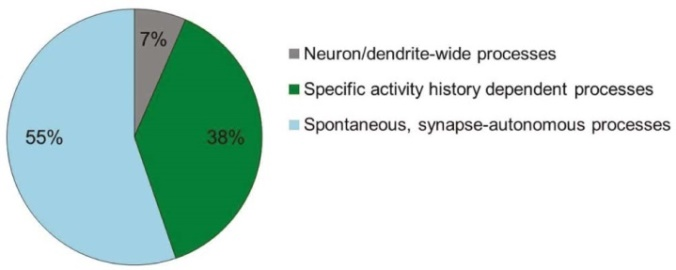 7%
Neuron/dendrite-wide processes
Specific activity history dependent processes
55%
38%
Spontaneous, synapse-autonomous processes